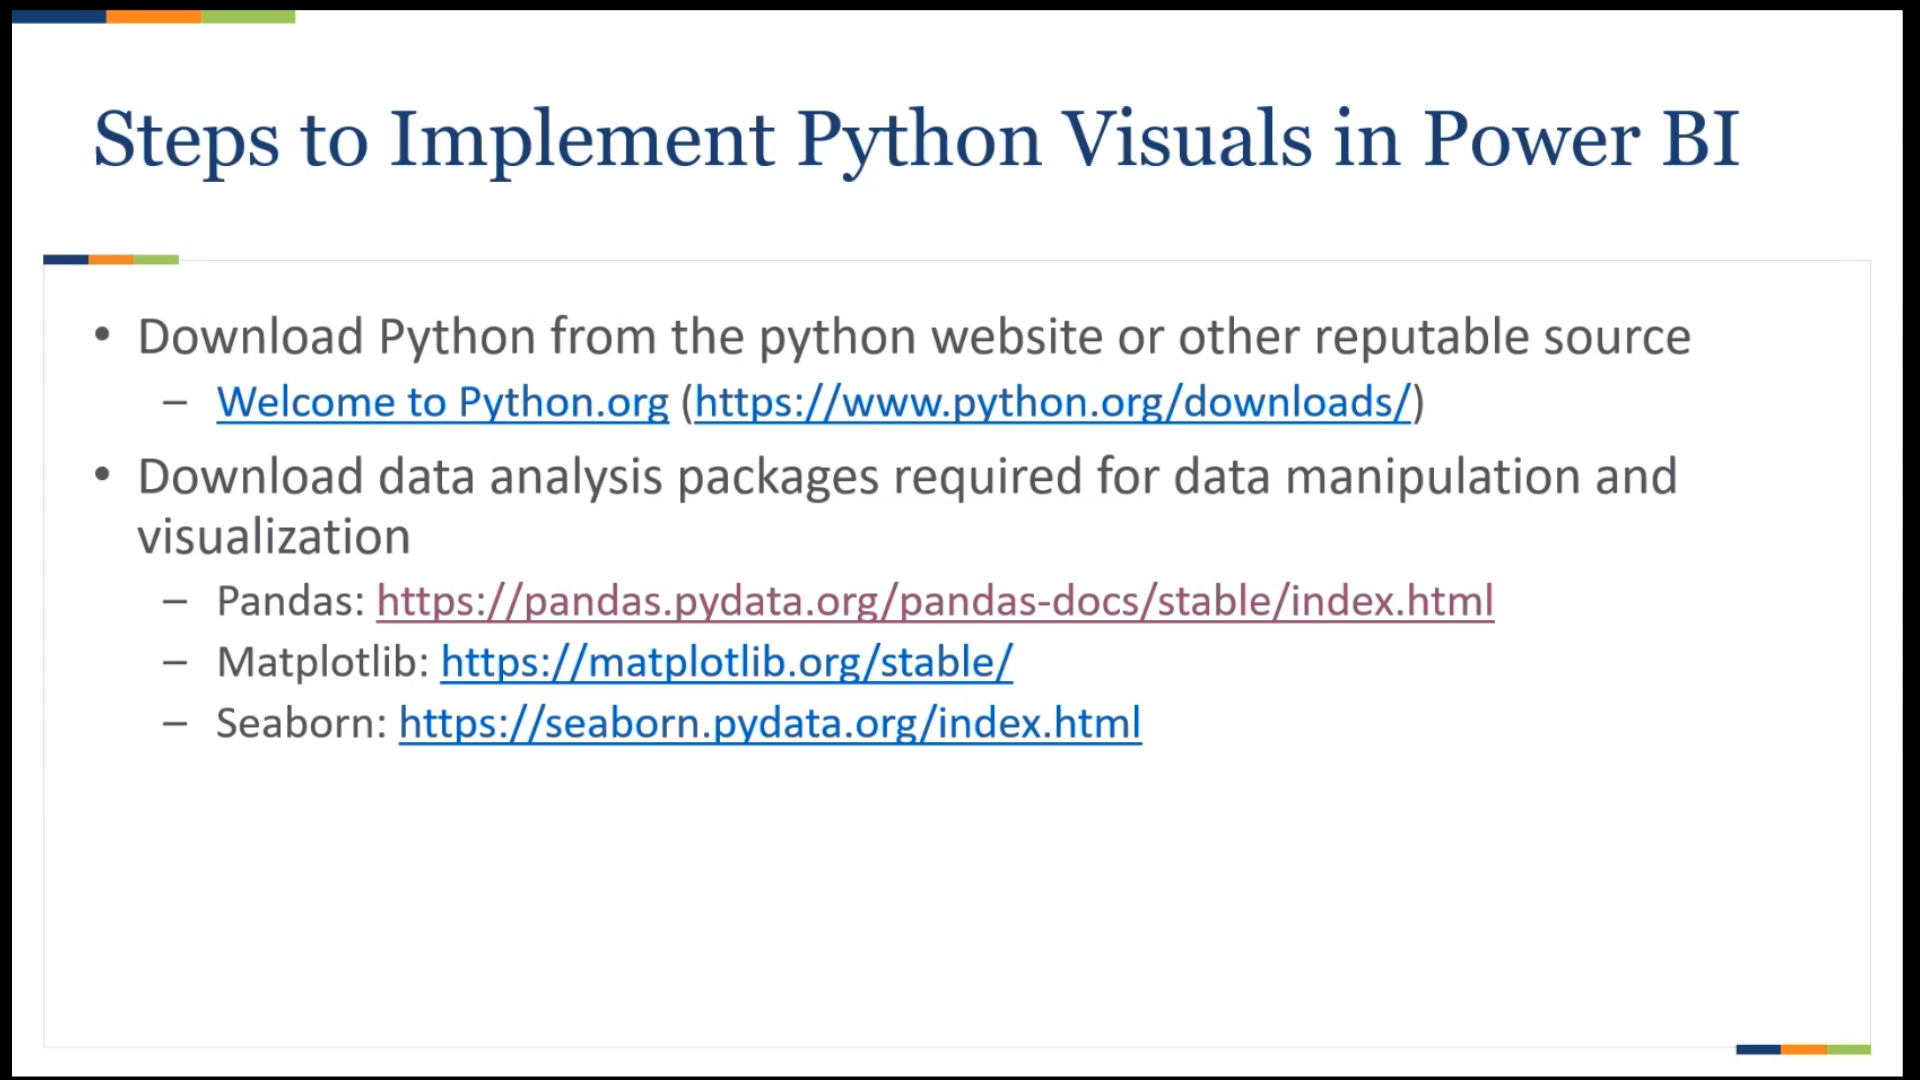 Steps to Implement Python Visuals in Power BI
• Download Python from the python website or other reputable source
– Welcome to Python.org (https://www.python.org/downloads/)
• Download data analysis packages required for data manipulation and
visualization
– Pandas: https://pandas.pydata.org/pandas-docs/stable/index.html
– Matplotlib: https://matplotlib.org/stable/
– Seaborn: https://seaborn.pydata.org/index.html